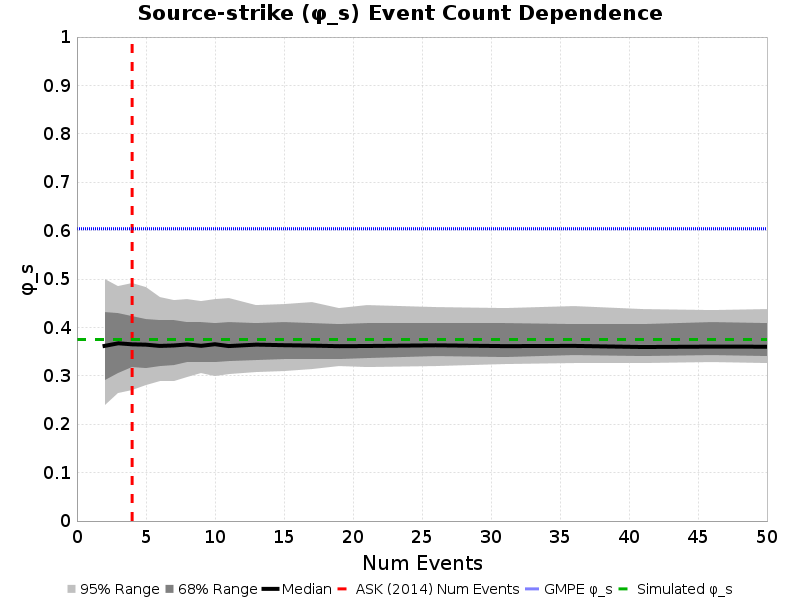 Source-strike (φ_s) Event Count Dependence
1
0.9
0.8
0.7
0.6
0.5
0.4
0.3
0.2
0.1
0
φ_s
0 5 10 15 20 25 30 35 40 45 50
Num Events
95% Range 68% Range Median ASK (2014) Num Events GMPE φ_s Simulated φ_s